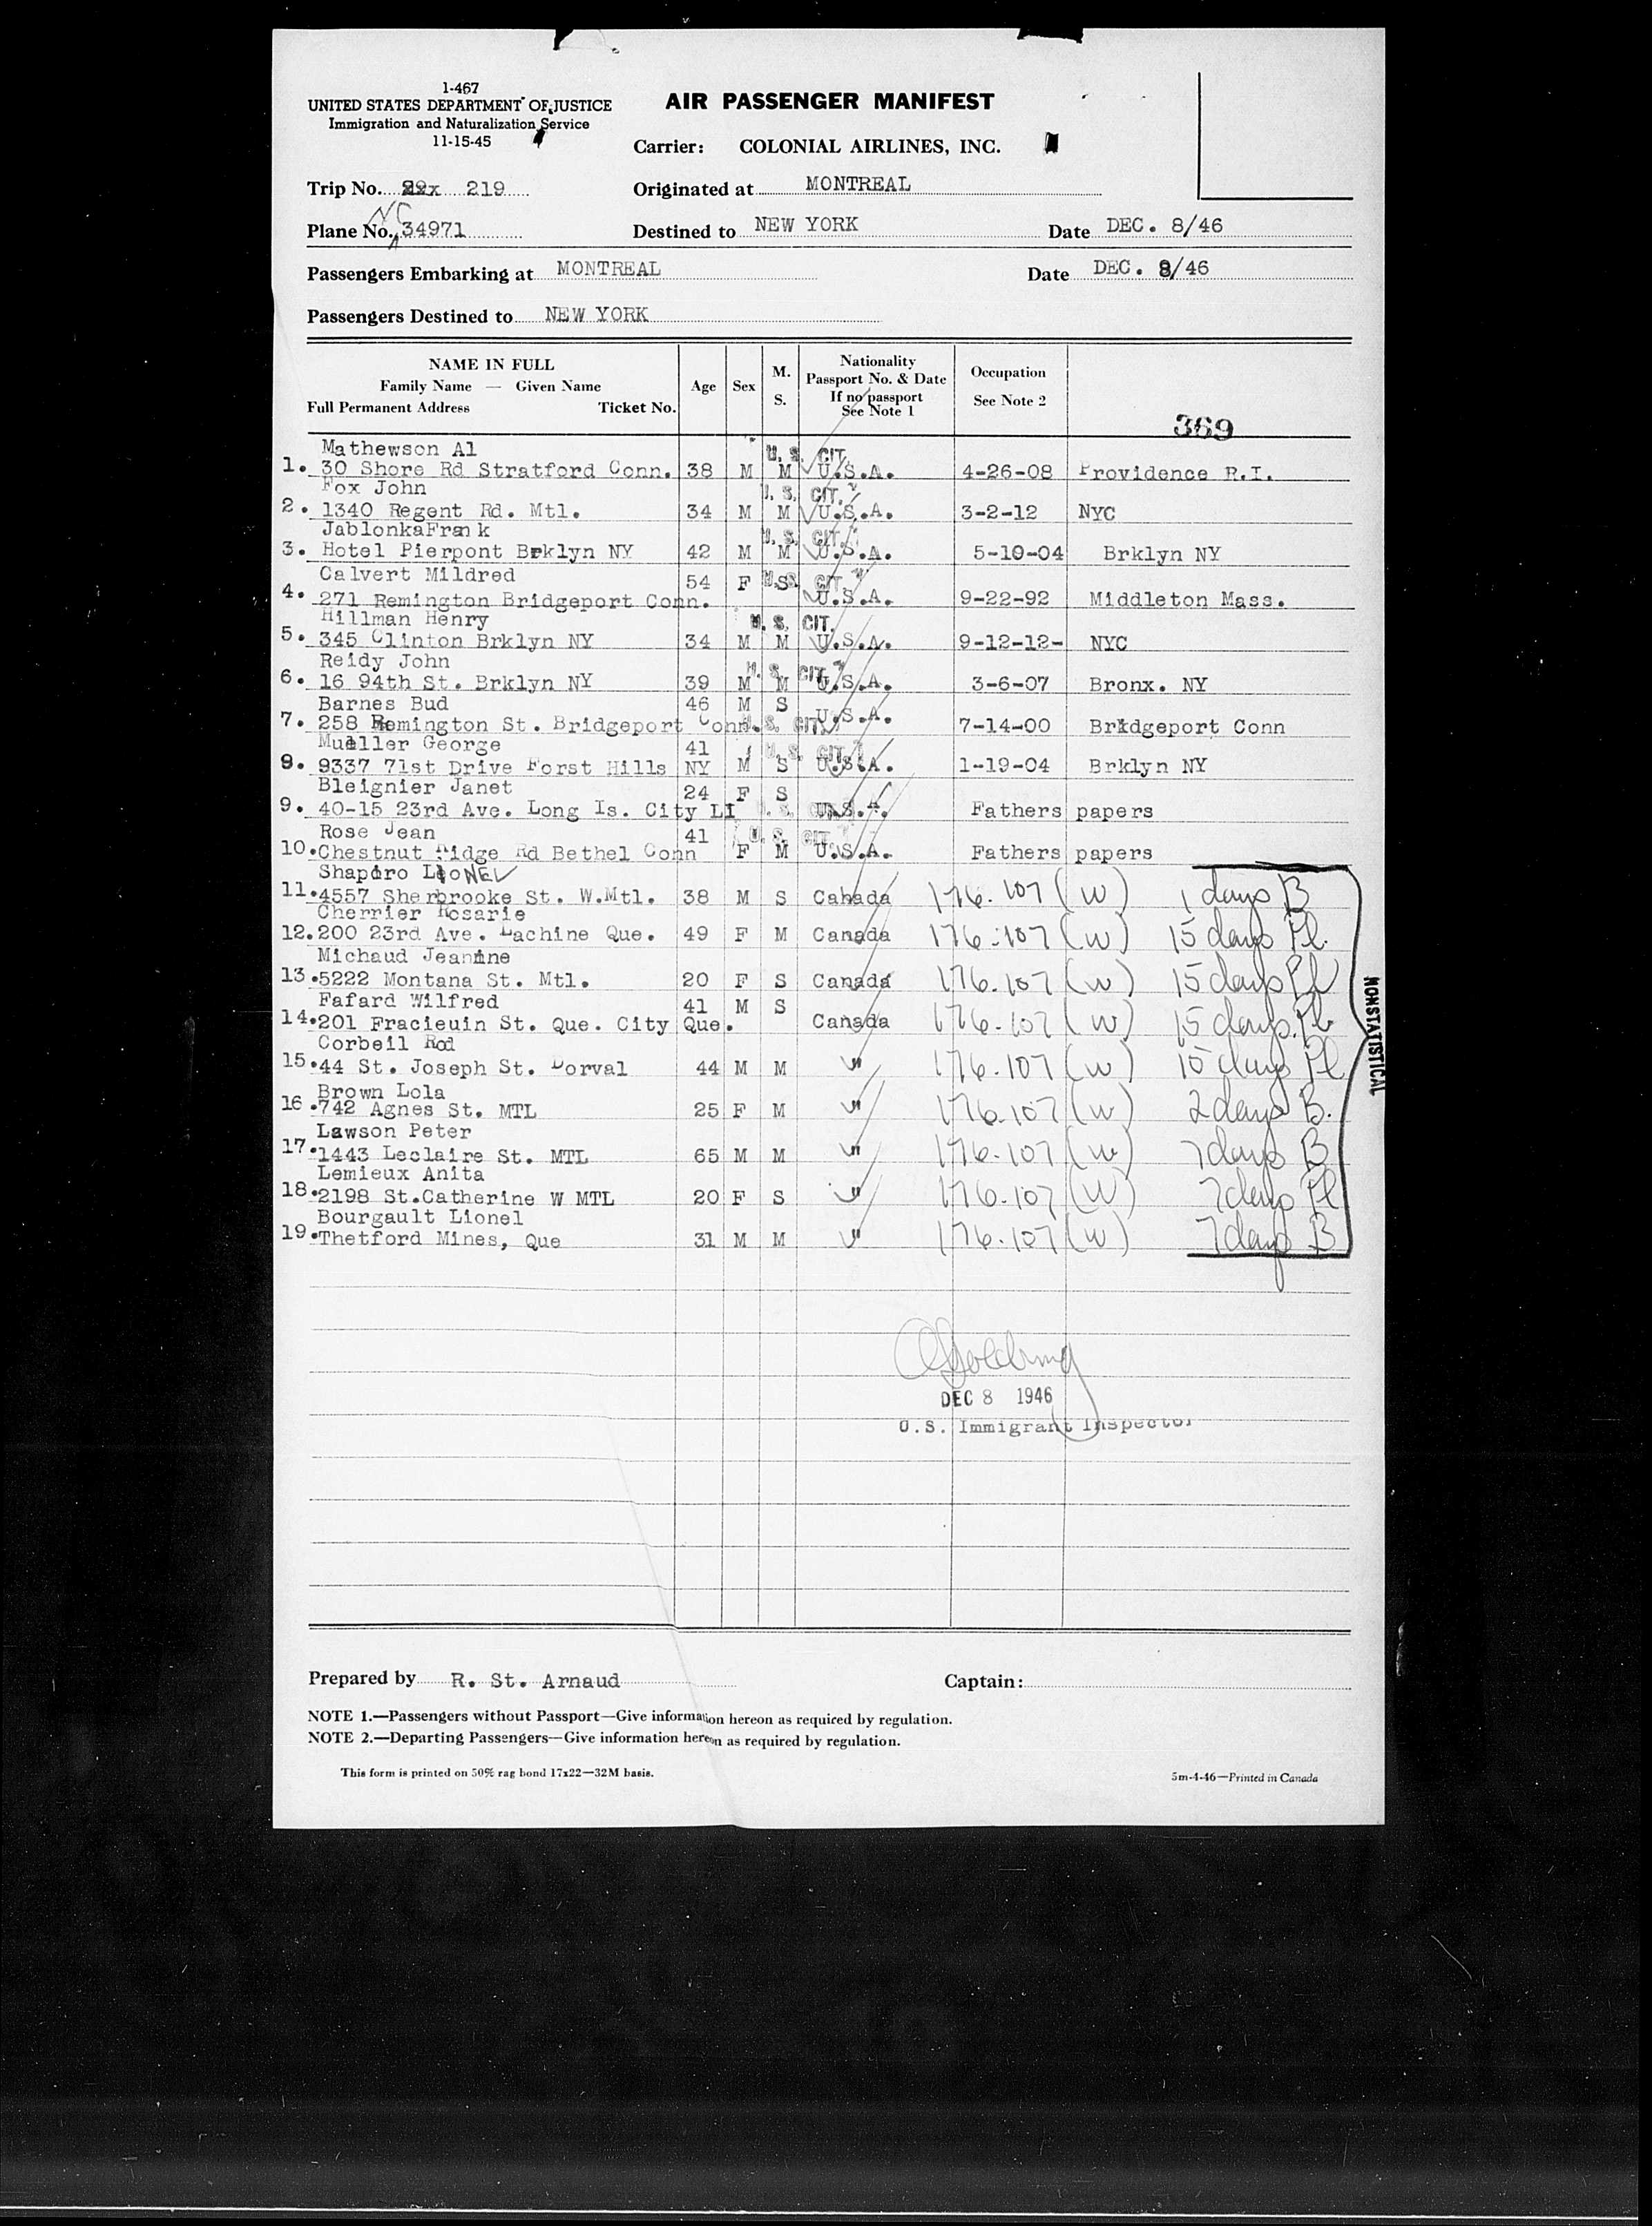 1-467
UNITED STATES DEPARTMENT OF JUSTICE
Immigration and Naturalization Service
11-15-45
AIR PASSENGER MANIFEST
Carrier: COLONIAL AIRLINES, INC.
Trip No. 219
Originated at MONTREAL
NC
Plane No. 34971
Destined to NEW YORK
Date DEC. 8/46
Passengers Embarking at MONTREAL
Date DEC. 8/46
Passengers Destined to NEW YORK
NAME IN FULL
Family Name — Given Name
Full Permanent Address Ticket No.
Age
Sex
M.
S.
Nationality
Passport No. & Date
If no passport
See Note 1
Occupation
See Note 2
369
Mathewson Al U. S. CIT.
1. 30 Shore Rd Stratford Conn. 38 M M U.S.A. 4-26-08 Providence R.I.
Fox John U. S. CIT.
2. 1340 Regent Rd. Mtl. 34 M M U.S.A. 3-2-12 NYC
JablonkaFrank U. S. CIT.
3. Hotel Pierpont Brklyn NY 42 M M U.S.A. 5-10-04 Brklyn NY
Calvert Mildred 54 F S U.S. CIT.
4. 271 Remington Bridgeport Conn. U.S.A. 9-22-92 Middleton Mass.
Hillman Henry U. S. CIT.
5. 345 Clinton Brklyn NY 34 M M U.S.A. 9-12-12- NYC
Reidy John U. S. CIT.
6. 16 94th St. Brklyn NY 39 M M U.S.A. 3-6-07 Bronx. NY
Barnes Bud 46 M S U.S.A.
7. 258 Remington St. Bridgeport Conn. U.S. CIT. 7-14-00 Bridgeport Conn
Mueller George 41 U.S. CIT.
8. 9337 71st Drive Forst Hills NY M S U.S.A. 1-19-04 Brklyn NY
Bleignier Janet 24 F S
9. 40-15 23rd Ave. Long Is. City LI U.S.A. Fathers papers
Rose Jean 41 U. S. CIT.
10. Chestnut Ridge Rd Bethel Conn F M U.S.A. Fathers papers
Shapiro LIONEL
11. 4557 Sherbrooke St. W.Mtl. 38 M S Canada 176.107 (w) 1 days B
Cherrier Rosarie
12. 200 23rd Ave. Lachine Que. 49 F M Canada 176.107 (w) 15 days Pl.
Michaud Jeannine
13. 5222 Montana St. Mtl. 20 F S Canada 176.107 (w) 15 days Pl
Fafard Wilfred 41 M S
14. 201 Fracieuin St. Que. City Que. Canada 176.107 (w) 15 days. Pl
Corbeil Rod
15. 44 St. Joseph St. Dorval 44 M M " 176.107 (w) 15 days Pl
Brown Lola
16. 742 Agnes St. MTL 25 F M " 176.107 (w) 2 days B.
Lawson Peter
17. 1443 Leclaire St. MTL 65 M M " 176.107 (w) 7 days B
Lemieux Anita
18. 2198 St.Catherine W MTL 20 F S " 176.107 (w) 7 days Pl
Bourgault Lionel
19. Thetford Mines, Que 31 M M " 176.107 (w) 7 days B
NONSTATISTICAL
DEC 8 1946
U.S. Immigrant Inspector
Prepared by R. St. Arnaud
Captain:
NOTE 1.—Passengers without Passport—Give information hereon as required by regulation.
NOTE 2.—Departing Passengers—Give information hereon as required by regulation.
This form is printed on 50% rag bond 17x22—32M basis.
5m-4-46—Printed in Canada